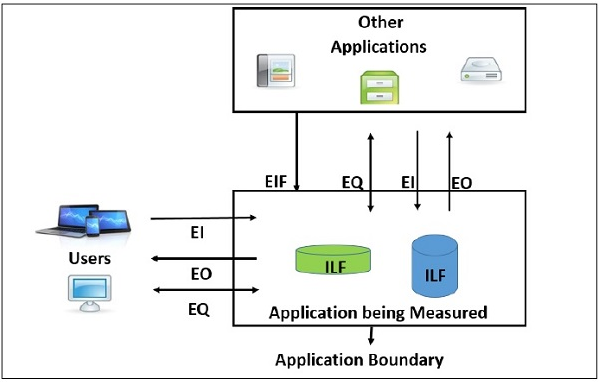 Other
Applications
EIF
EQ
EI
EO
EI
Users
EO
EQ
ILF
ILF
Application being Measured
Application Boundary